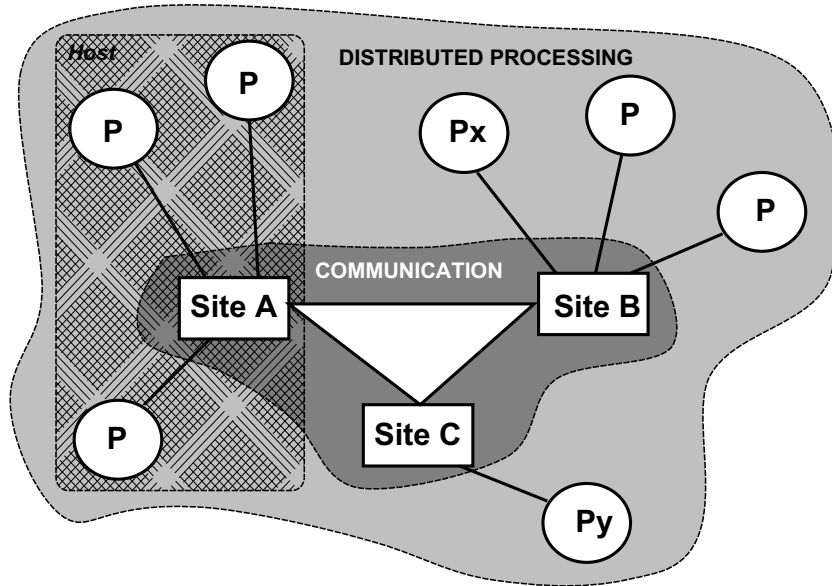 Host
DISTRIBUTED PROCESSING
P
P
Px
P
P
COMMUNICATION
Site A
Site B
Site C
P
Py